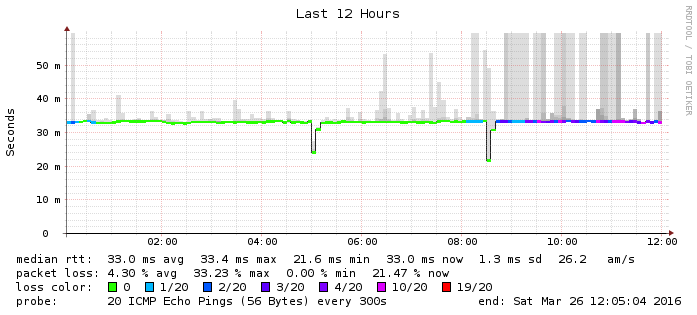 Last 12 Hours
RRDTOOL / TOBI OETIKER
Seconds
50 m
40 m
30 m
20 m
10 m
0
02:00 04:00 06:00 08:00 10:00 12:00
median rtt: 33.0 ms avg 33.4 ms max 21.6 ms min 33.0 ms now 1.3 ms sd 26.2 am/s
packet loss: 4.30 % avg 33.23 % max 0.00 % min 21.47 % now
loss color: 0 1/20 2/20 3/20 4/20 10/20 19/20
probe: 20 ICMP Echo Pings (56 Bytes) every 300s end: Sat Mar 26 12:05:04 2016